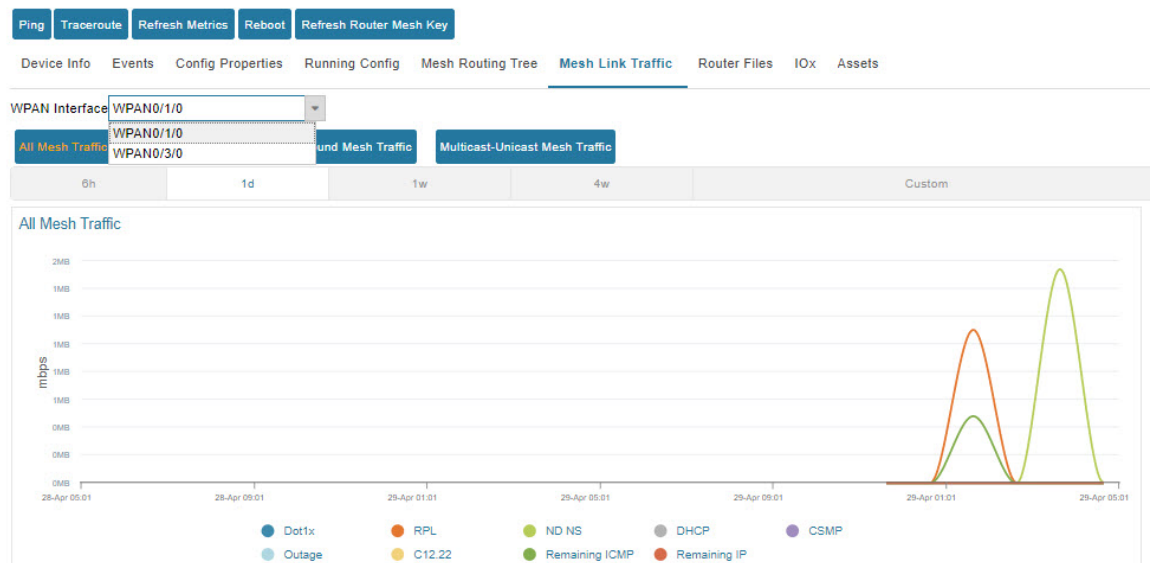 Ping Traceroute Refresh Metrics Reboot Refresh Router Mesh Key
Device Info Events Config Properties Running Config Mesh Routing Tree Mesh Link Traffic Router Files IOx Assets
WPAN Interface WPAN0/1/0
WPAN0/1/0
WPAN0/3/0
All Mesh Traffic und Mesh Traffic Multicast-Unicast Mesh Traffic
6h 1d 1w 4w Custom
All Mesh Traffic
2MB
1MB
1MB
1MB
1MB
1MB
0MB
0MB
0MB
mbps
28-Apr 05:01 28-Apr 09:01 29-Apr 01:01 29-Apr 05:01 29-Apr 09:01 29-Apr 01:01 29-Apr 05:01
Dot1x RPL ND NS DHCP CSMP
Outage C12.22 Remaining ICMP Remaining IP